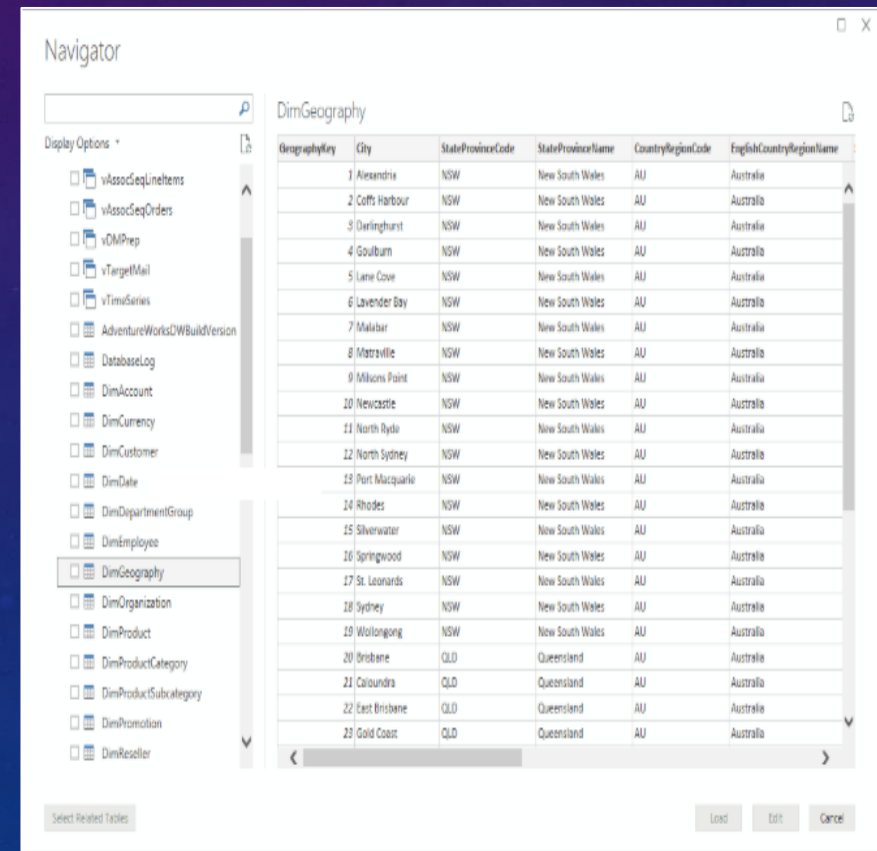 Navigator
Display Options
vAssocSeqLineItems
vAssocSeqOrders
vDMPrep
vTargetMail
vTimeSeries
AdventureWorksDWBuildVersion
DatabaseLog
DimAccount
DimCurrency
DimCustomer
DimDate
DimDepartmentGroup
DimEmployee
DimGeography
DimOrganization
DimProduct
DimProductCategory
DimProductSubcategory
DimPromotion
DimReseller
DimGeography
GeographyKey City StateProvinceCode StateProvinceName CountryRegionCode EnglishCountryRegionName
1 Alexandria NSW New South Wales AU Australia
2 Coffs Harbour NSW New South Wales AU Australia
3 Darlinghurst NSW New South Wales AU Australia
4 Goulburn NSW New South Wales AU Australia
5 Lane Cove NSW New South Wales AU Australia
6 Lavender Bay NSW New South Wales AU Australia
7 Malabar NSW New South Wales AU Australia
8 Matraville NSW New South Wales AU Australia
9 Milsons Point NSW New South Wales AU Australia
10 Newcastle NSW New South Wales AU Australia
11 North Ryde NSW New South Wales AU Australia
12 North Sydney NSW New South Wales AU Australia
13 Port Macquarie NSW New South Wales AU Australia
14 Rhodes NSW New South Wales AU Australia
15 Silverwater NSW New South Wales AU Australia
16 Springwood NSW New South Wales AU Australia
17 St. Leonards NSW New South Wales AU Australia
18 Sydney NSW New South Wales AU Australia
19 Wollongong NSW New South Wales AU Australia
20 Brisbane QLD Queensland AU Australia
21 Caloundra QLD Queensland AU Australia
22 East Brisbane QLD Queensland AU Australia
23 Gold Coast QLD Queensland AU Australia
Select Related Tables
Load Edit Cancel